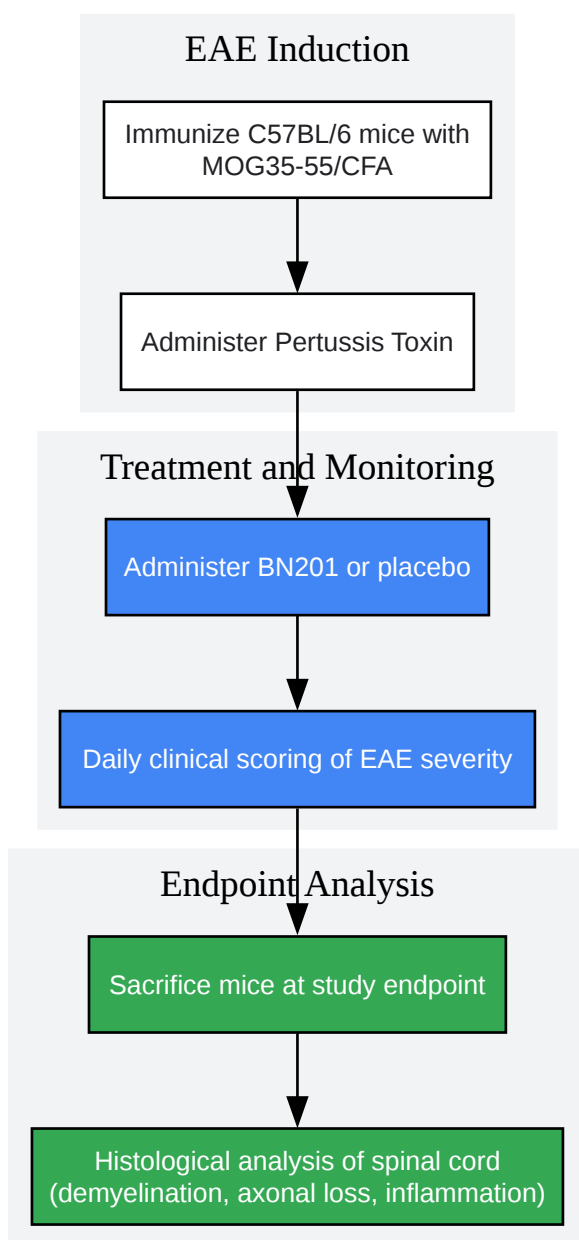 EAE Induction
Immunize C57BL/6 mice with
MOG35-55/CFA
Administer Pertussis Toxin
Treatment and Monitoring
Administer BN201 or placebo
Daily clinical scoring of EAE severity
Endpoint Analysis
Sacrifice mice at study endpoint
Histological analysis of spinal cord
(demyelination, axonal loss, inflammation)